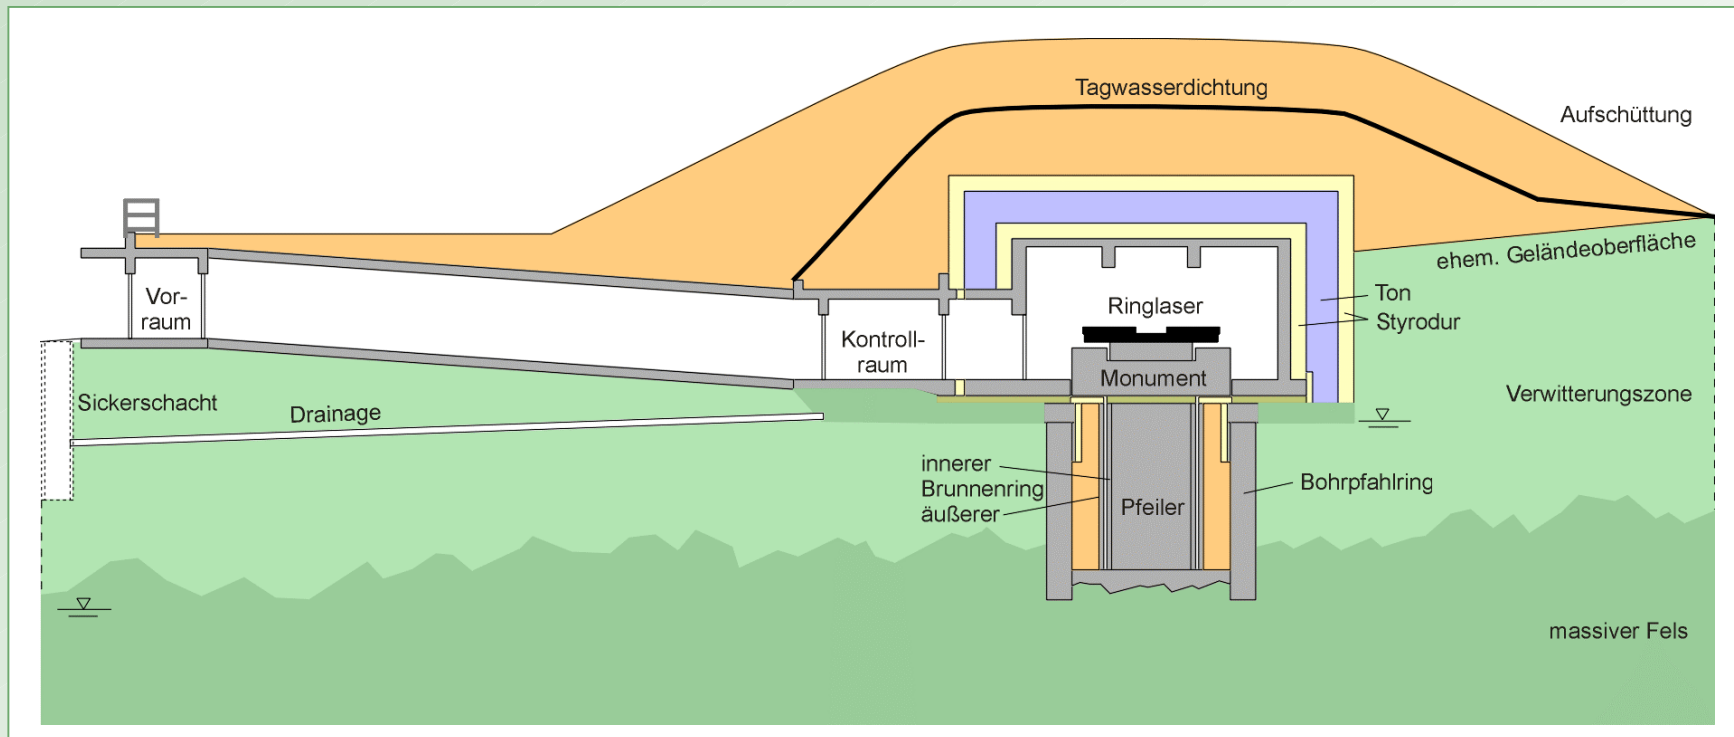 Tagwasserdichtung
Aufschüttung
ehem. Geländeoberfläche
Vor-
raum
Ringlaser
Ton
Styrodur
Kontroll-
raum
Monument
Sickerschacht
Drainage
Verwitterungszone
innerer
Brunnenring
äußerer
Pfeiler
Bohrpfahlring
massiver Fels